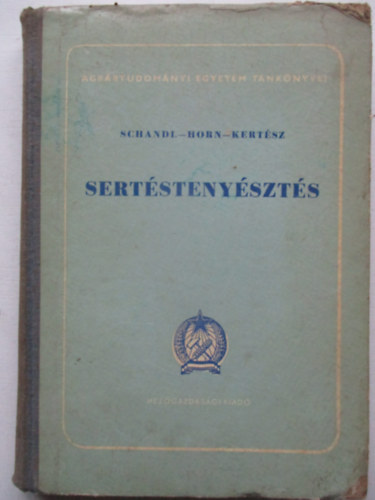 AGRÁRTUDOMÁNYI EGYETEM TANKÖNYVEI
SCHANDL—HORN—KERTÉSZ
SERTÉSTENYÉSZTÉS
MEZŐGAZDASÁGI KIADÓ